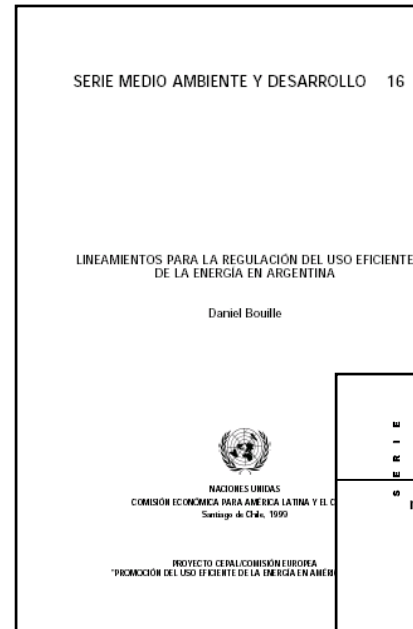 SERIE MEDIO AMBIENTE Y DESARROLLO 16
LINEAMIENTOS PARA LA REGULACIÓN DEL USO EFICIENTE
DE LA ENERGÍA EN ARGENTINA
Daniel Bouille
NACIONES UNIDAS
COMISIÓN ECONÓMICA PARA AMÉRICA LATINA Y EL C
Santiago de Chile, 1999
PROYECTO CEPAL/COMISIÓN EUROPEA
"PROMOCIÓN DEL USO EFICIENTE DE LA ENERGÍA EN AMÉRI
SERIE